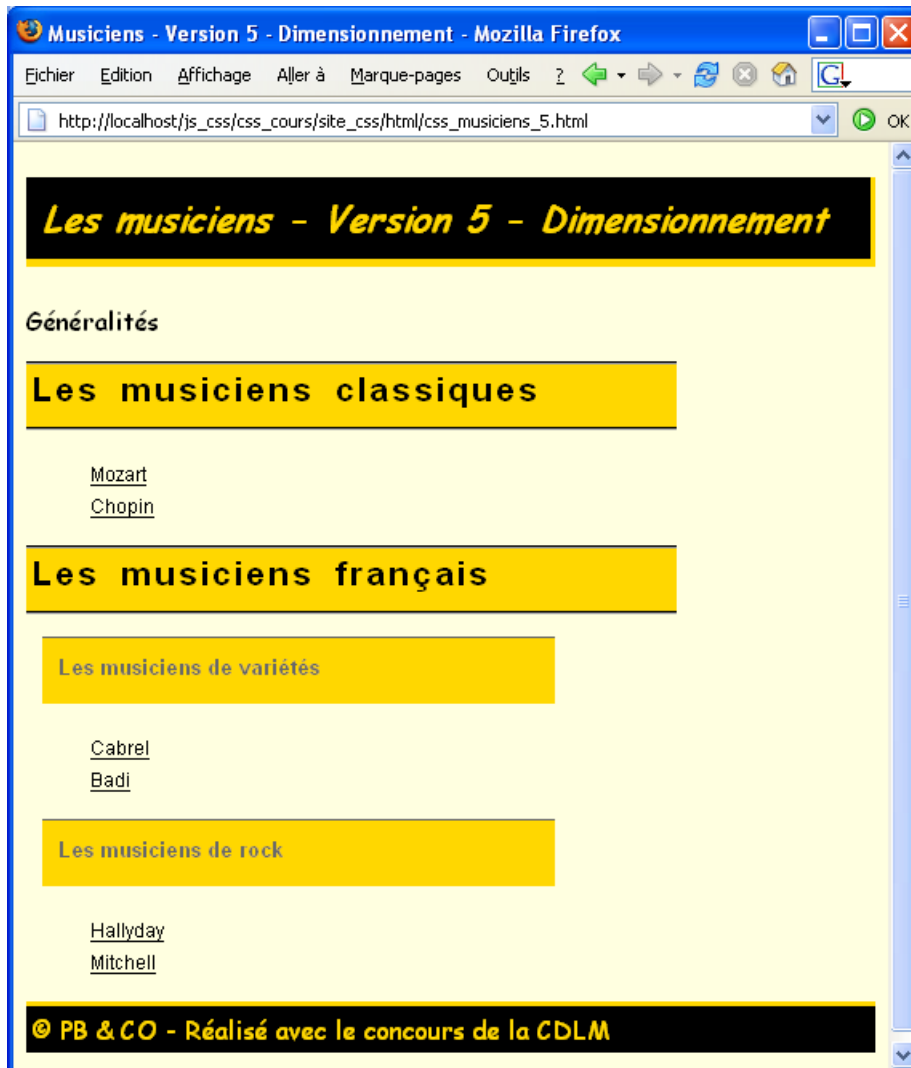 Musiciens - Version 5 - Dimensionnement - Mozilla Firefox
Fichier Edition Affichage Aller à Marque-pages Outils ? G
http://localhost/js_css/css_cours/site_css/html/css_musiciens_5.html OK
Les musiciens - Version 5 - Dimensionnement
Généralités
Les musiciens classiques
Mozart
Chopin
Les musiciens français
Les musiciens de variétés
Cabrel
Badi
Les musiciens de rock
Hallyday
Mitchell
© PB & CO - Réalisé avec le concours de la CDLM